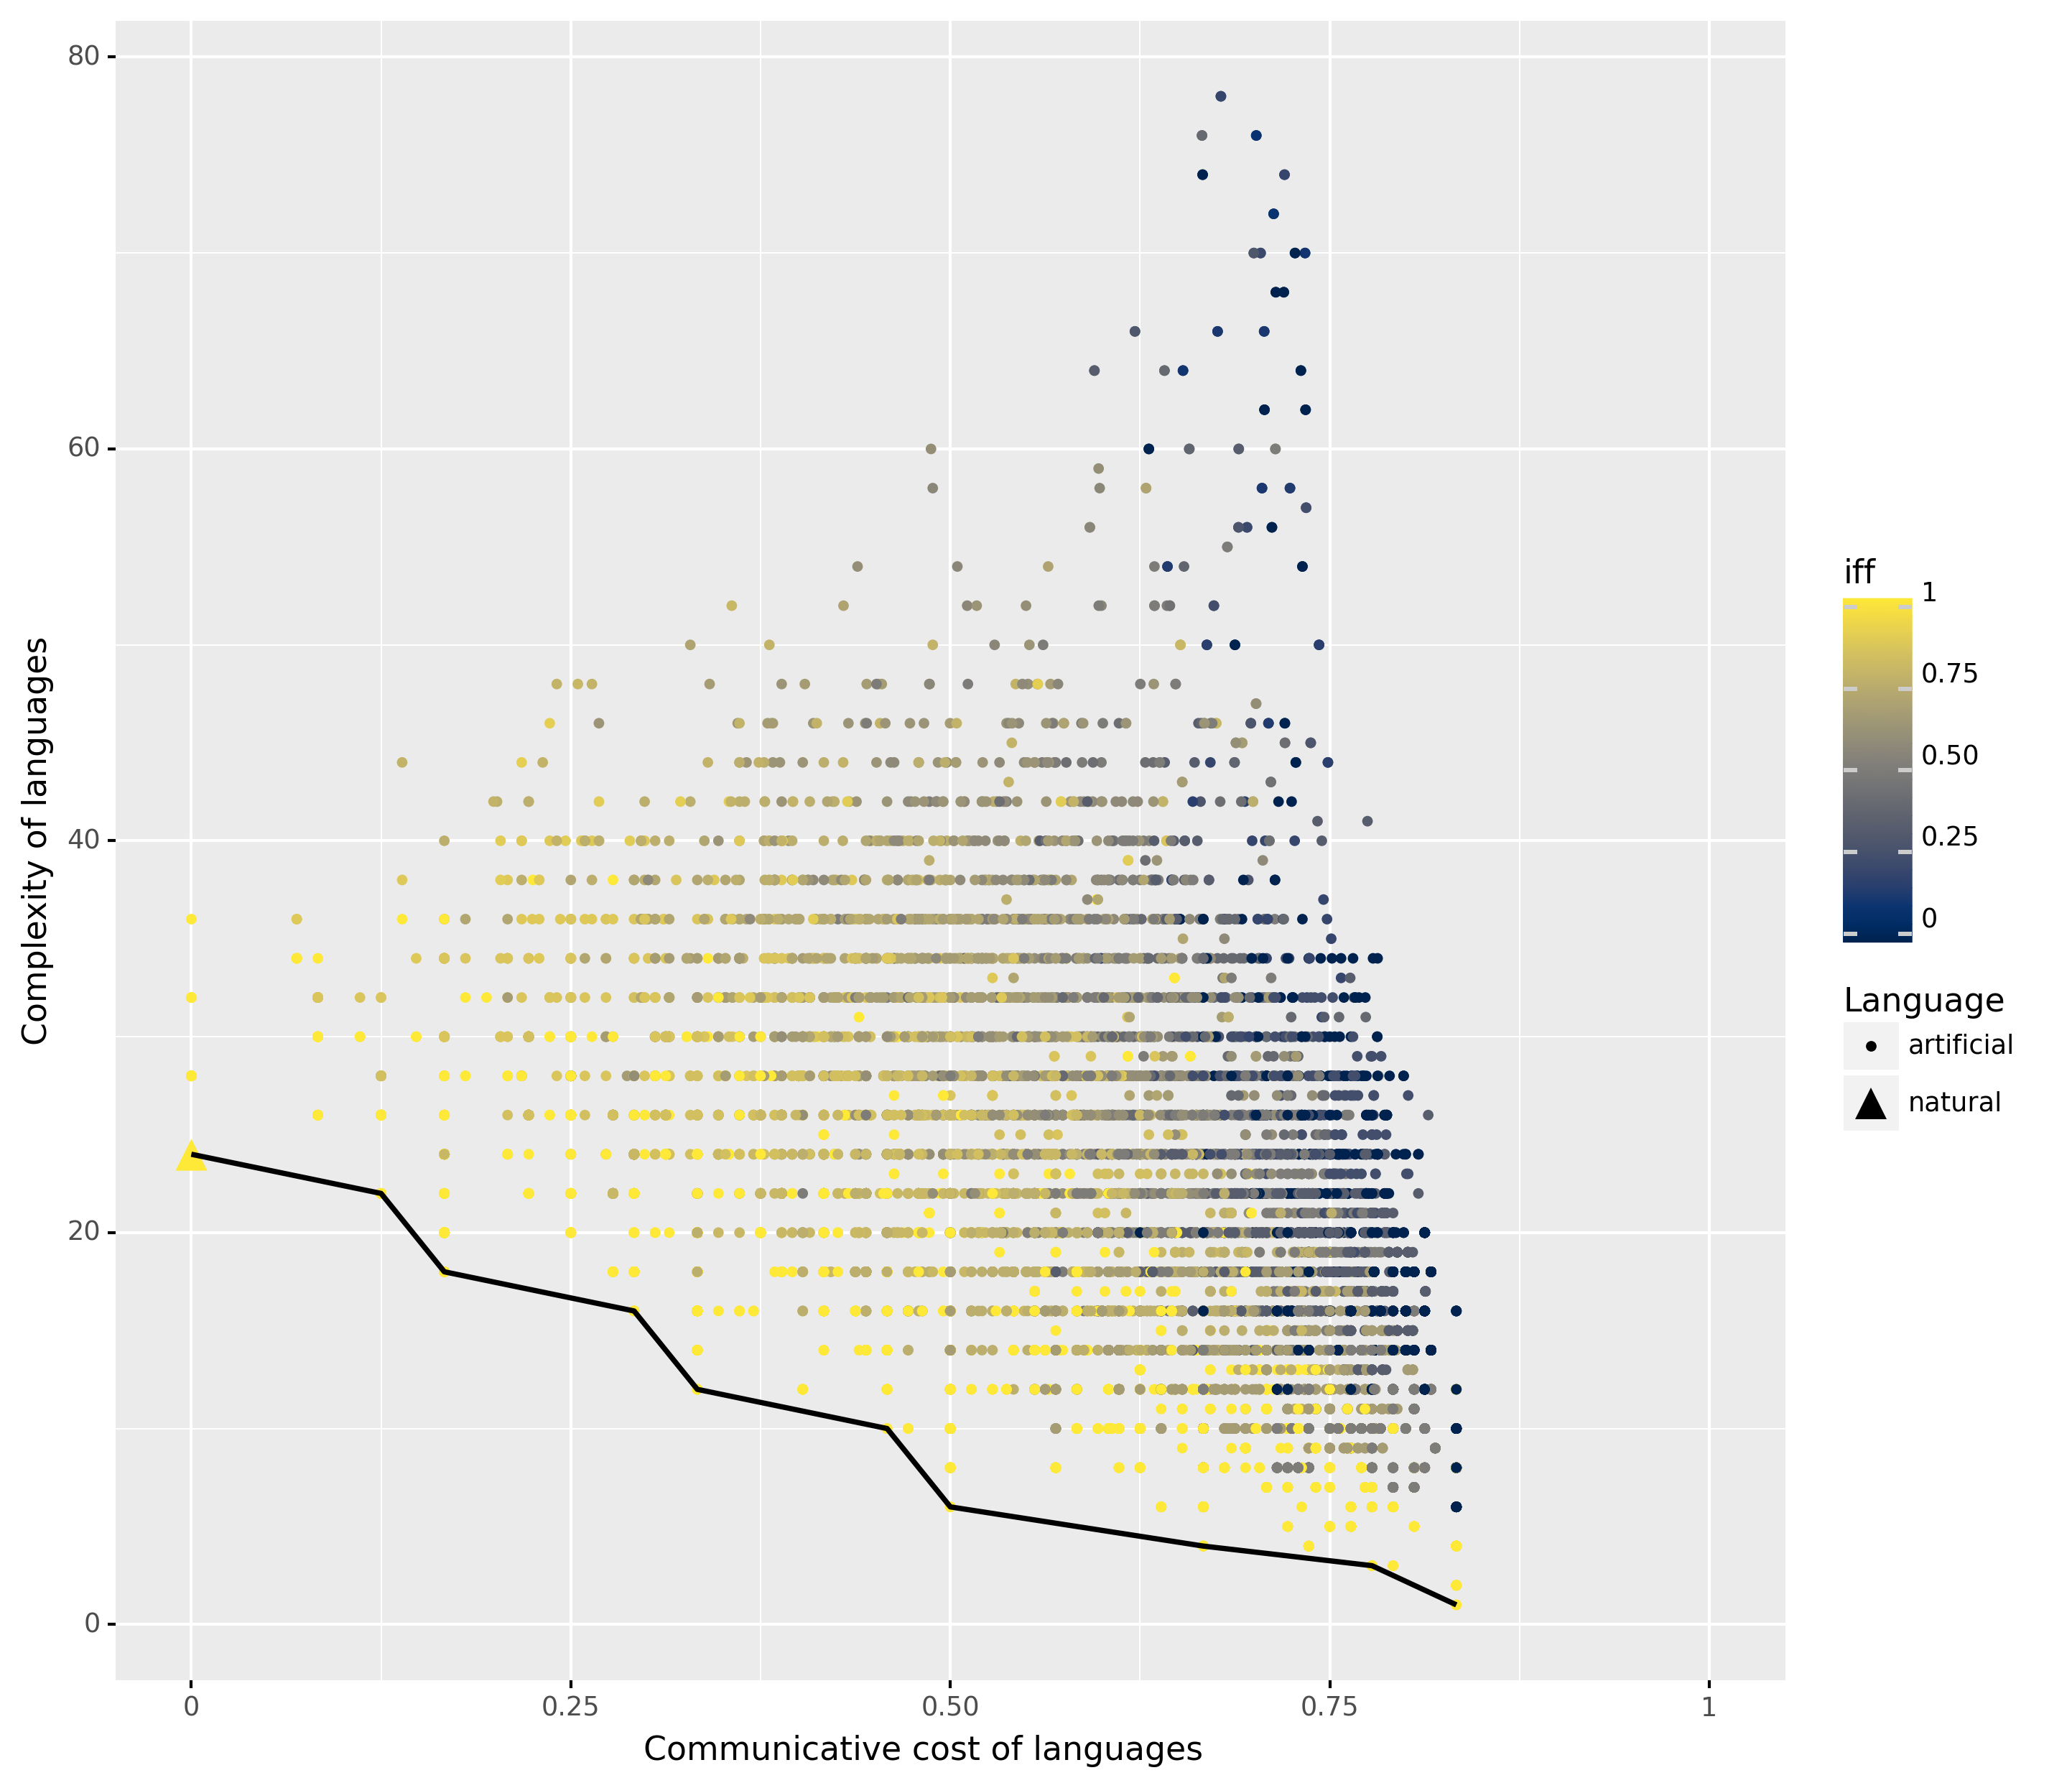 80
60
40
20
0
0
0.25
0.50
0.75
1
Communicative cost of languages
Complexity of languages
iff
1
0.75
0.50
0.25
0
Language
artificial
natural